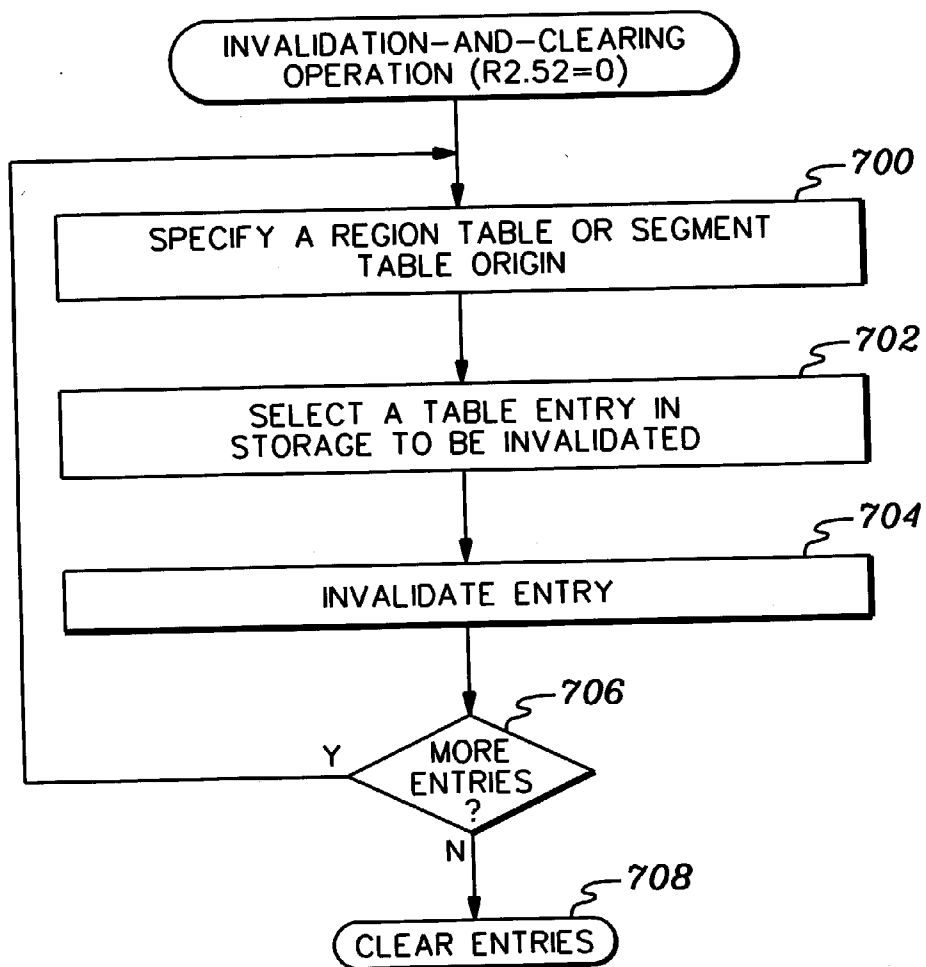 INVALIDATION-AND-CLEARING
OPERATION (R2.52=0)
700
SPECIFY A REGION TABLE OR SEGMENT
TABLE ORIGIN
702
SELECT A TABLE ENTRY IN
STORAGE TO BE INVALIDATED
704
INVALIDATE ENTRY
706
Y
MORE
ENTRIES
?
N
708
CLEAR ENTRIES